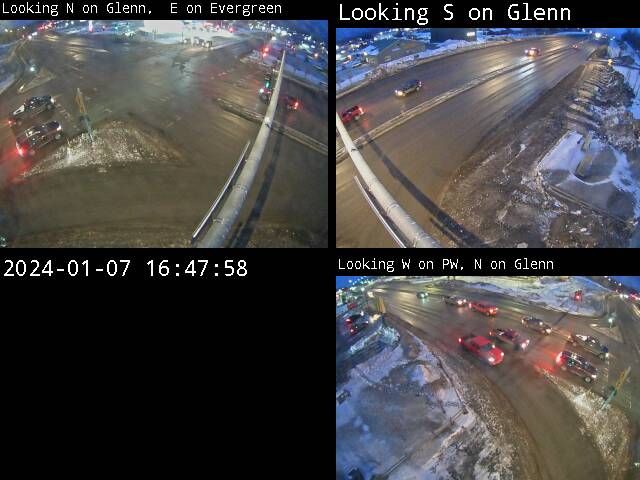 Looking N on Glenn, E on Evergreen
Looking S on Glenn
2024-01-07 16:47:58
Looking W on PW, N on Glenn